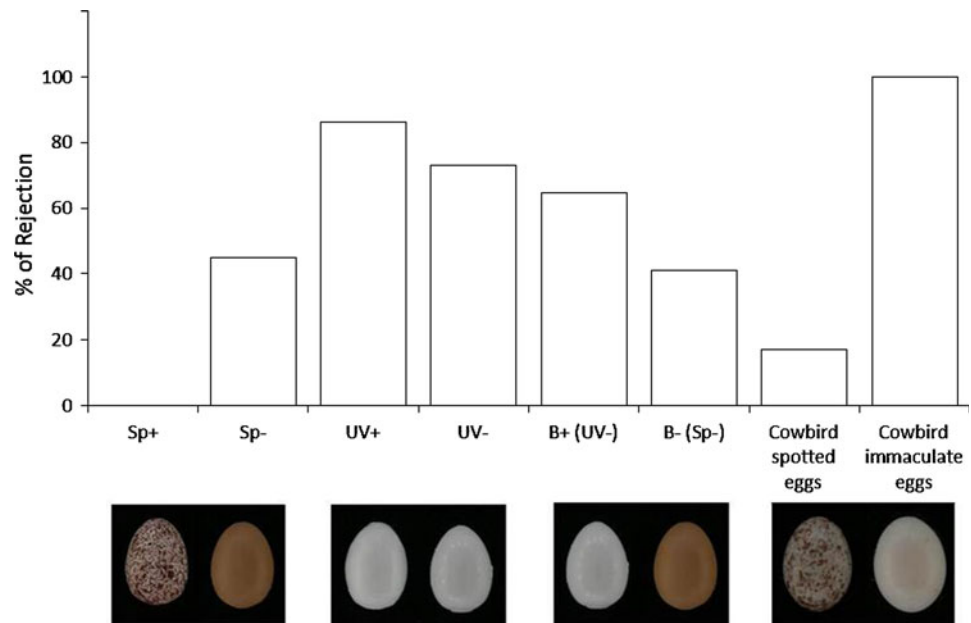 % of Rejection
100
80
60
40
20
0
Sp+
Sp-
UV+
UV-
B+ (UV-)
B- (Sp-)
Cowbird
spotted
eggs
Cowbird
immaculate
eggs